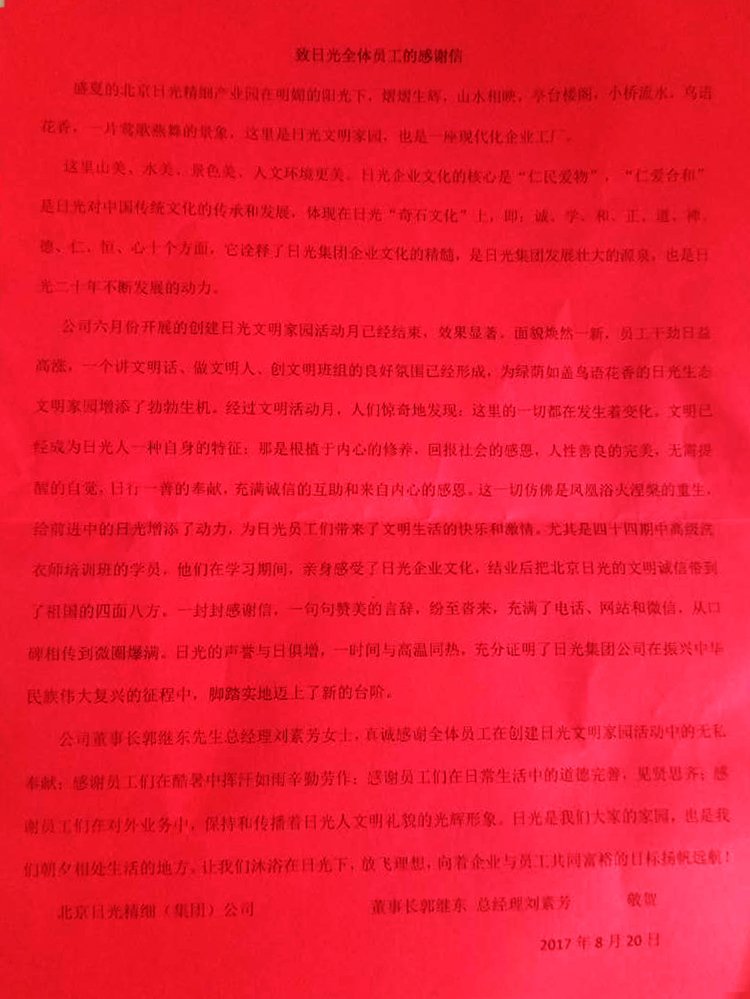 致日光全体员工的感谢信
盛夏的北京日光精细产业园在明媚的阳光下，熠熠生辉，山水相映，亭台楼阁，小桥流水，鸟语
花香，一片莺歌燕舞的景象，这里是日光文明家园，也是一座现代化企业工厂。
这里山美、水美、景色美、人文环境更美。日光企业文化的核心是“仁民爱物”，“仁爱台和”
是日光对中国传统文化的传承和发展，体现在日光“奇石文化”上，即：诚、学、和、正、道、禅、
德、仁、恒、心十个方面，它诠释了日光集团企业文化的精髓，是日光集团发展壮大的源泉，也是日
光二十年不断发展的动力。
公司六月份开展的创建日光文明家园活动月已经结束，效果显著，面貌焕然一新，员工干劲日益
高涨，一个讲文明话、做文明人、创文明班组的良好氛围已经形成，为绿荫如盖鸟语花香的日光生态
文明家园增添了勃勃生机。经过文明活动月，人们惊奇地发现：这里的一切都在发生着变化。文明已
经成为日光人一种自身的特征：那是根植于内心的修养，回报社会的感恩，人性善良的完美，无需提
醒的自觉，日行一善的奉献，充满诚信的互助和来自内心的感恩。这一切仿佛是凤凰浴火涅槃的重生，
给前进中的日光增添了动力，为日光员工们带来了文明生活的快乐和激情。尤其是四十四期中高级洗
衣师培训班的学员，他们在学习期间，亲身感受了日光企业文化，结业后把北京日光的文明诚信带到
了祖国的四面八方。一封封感谢信，一句句赞美的言辞，纷至沓来，充满了电话、网站和微信，从口
碑相传到微圈爆满。日光的声誉与日俱增，一时间与高温同热，充分证明了日光集团公司在振兴中华
民族伟大复兴的征程中，脚踏实地迈上了新的台阶。
公司董事长郭继东先生总经理刘素芳女士，真诚感谢全体员工在创建日光文明家园活动中的无私
奉献；感谢员工们在酷暑中挥汗如雨辛勤劳作；感谢员工们在日常生活中的道德完善，见贤思齐；感
谢员工们在对外业务中，保持和传播着日光人文明礼貌的光辉形象。日光是我们大家的家园，也是我
们朝夕相处生活的地方。让我们沐浴在日光下，放飞理想，向着企业与员工共同富裕的目标扬帆远航！
北京日光精细（集团）公司 董事长郭继东 总经理刘素芳 敬贺
2017年8月20日